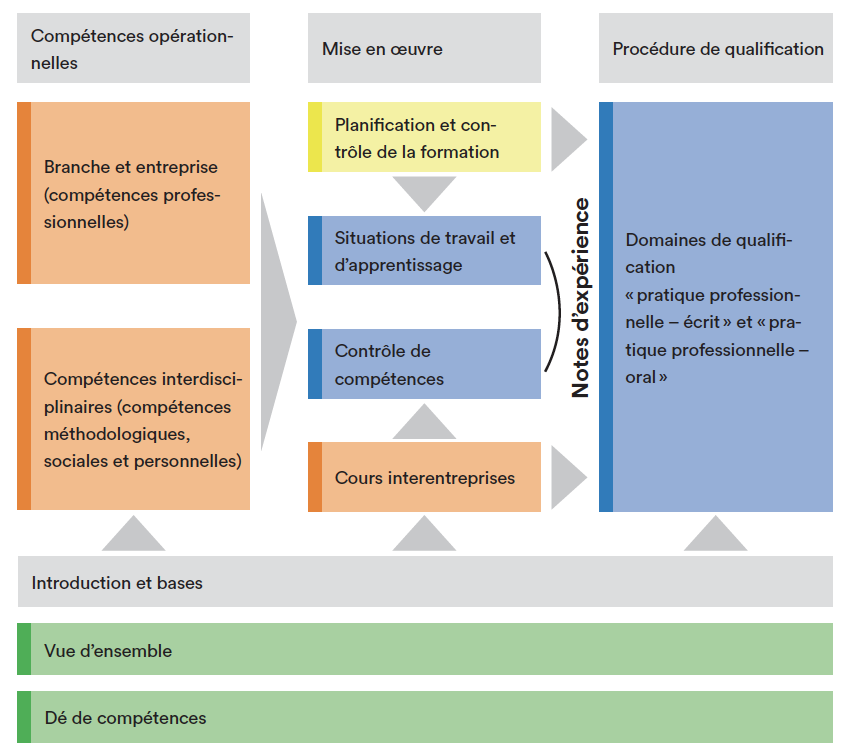 Compétences opération-
nelles
Mise en œuvre
Procédure de qualification
Branche et entreprise
(compétences profes-
sionnelles)
Compétences interdisci-
plinaires (compétences
méthodologiques,
sociales et personnelles)
Planification et con-
trôle de la formation
Situations de travail et
d’apprentissage
Contrôle de
compétences
Cours interentreprises
Notes d’expérience
Domaines de qualifi-
cation
« pratique profession-
nelle – écrit » et « pra-
tique professionnelle –
oral »
Introduction et bases
Vue d’ensemble
Dé de compétences